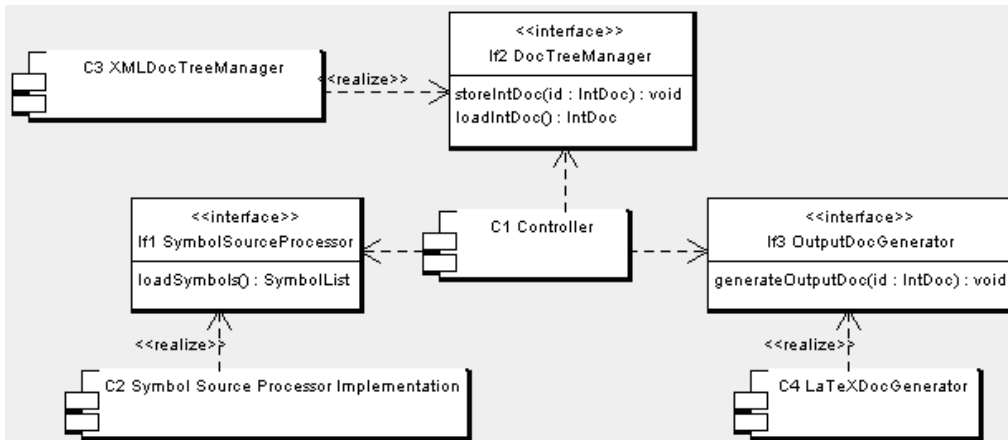 <<interface>>
If2 DocTreeManager
storeIntDoc(id : IntDoc) : void
loadIntDoc() : IntDoc
C3 XMLDocTreeManager
<<realize>>
<<interface>>
If1 SymbolSourceProcessor
loadSymbols() : SymbolList
C1 Controller
<<interface>>
If3 OutputDocGenerator
generateOutputDoc(id : IntDoc) : void
<<realize>>
<<realize>>
C2 Symbol Source Processor Implementation
C4 LaTeXDocGenerator